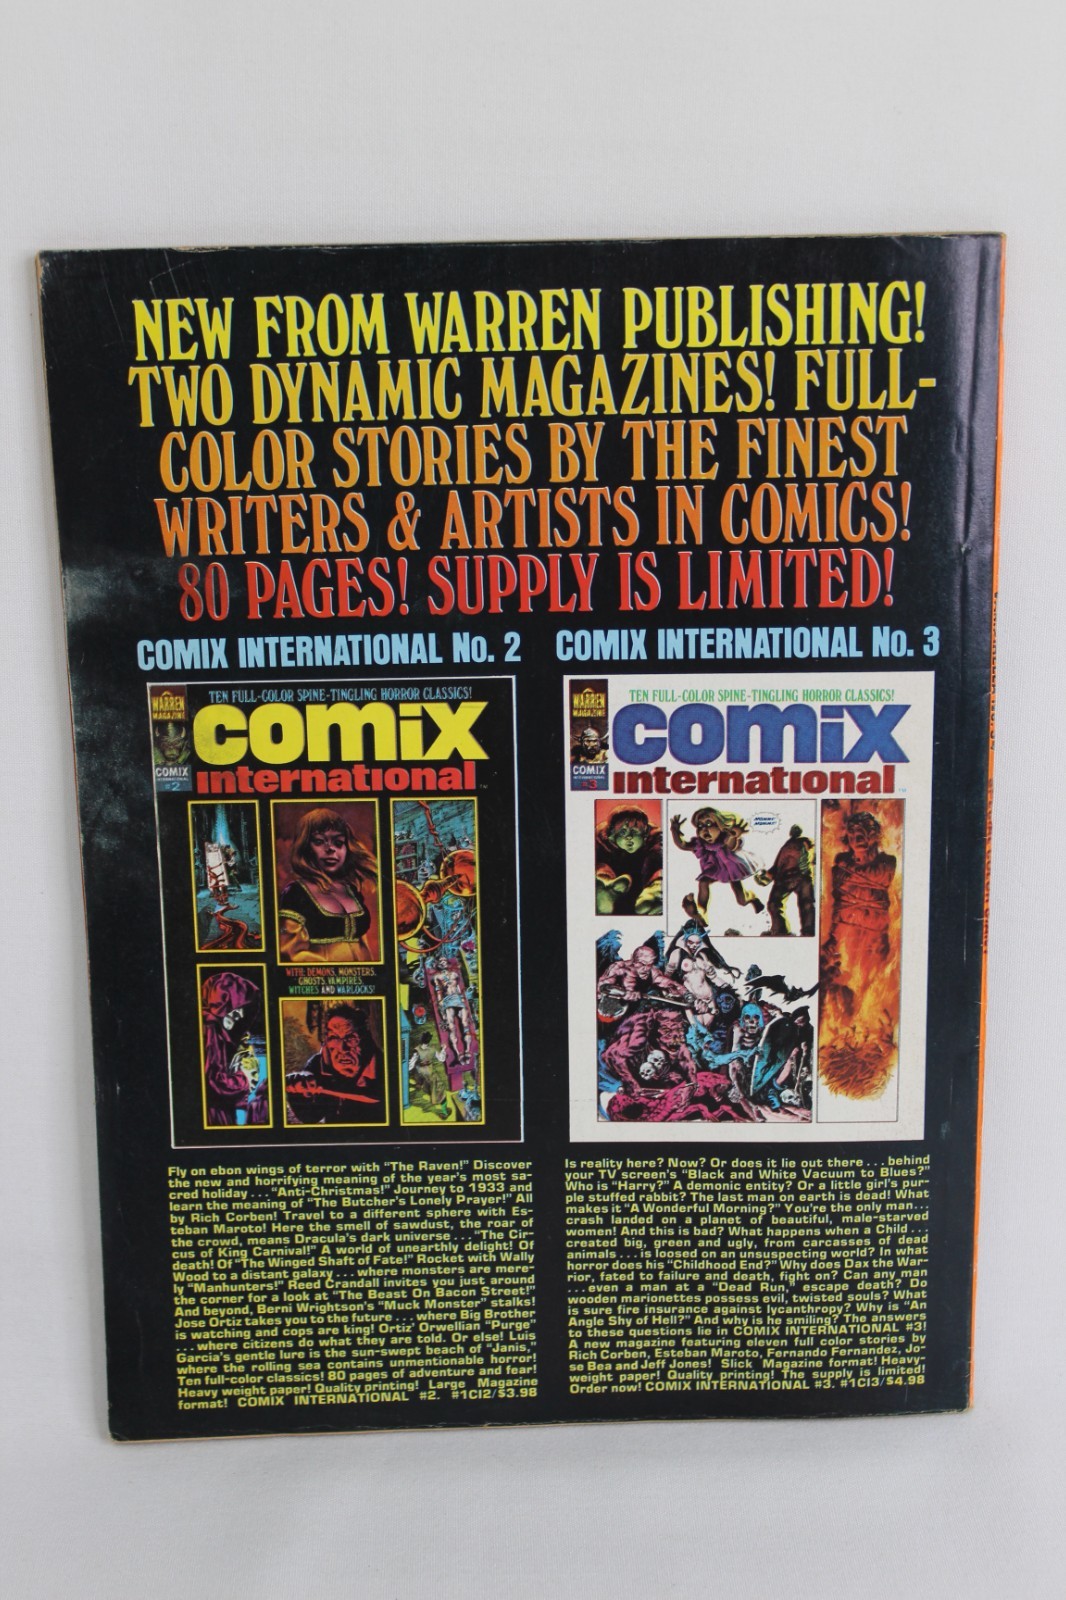 NEW FROM WARREN PUBLISHING!
TWO DYNAMIC MAGAZINES! FULL-
COLOR STORIES BY THE FINEST
WRITERS & ARTISTS IN COMICS!
80 PAGES! SUPPLY IS LIMITED!
COMIX INTERNATIONAL No. 2
WARREN
MAGAZINE
TEN FULL-COLOR SPINE-TINGLING HORROR CLASSICS!
comix
international
COMIX
INTERNATIONAL
#2
WITH: DEMONS, MONSTERS,
GHOSTS, VAMPIRES,
WITCHES AND WARLOCKS!
Fly on ebon wings of terror with "The Raven!" Discover
the new and horrifying meaning of the year's most sa-
cred holiday... "Anti-Christmas!" Journey to 1933 and
learn the meaning of "The Butcher's Lonely Prayer!" All
by Rich Corben! Travel to a different sphere with Es-
teban Maroto! Here the smell of sawdust, the roar of
the crowd, means Dracula's dark universe... "The Cir-
cus of King Carnival!" A world of unearthly delight! Of
death! Of "The Winged Shaft of Fate!" Rocket with Wally
Wood to a distant galaxy... where monsters are mere-
ly "Manhunters!" Reed Crandall invites you just around
the corner for a look at "The Beast On Bacon Street!"
And beyond, Berni Wrightson's "Muck Monster" stalks!
Jose Ortiz takes you to the future... where Big Brother
is watching and cops are king! Ortiz' Orwellian "Purge"
... where citizens do what they are told. Or else! Luis
Garcia's gentle lure is the sun-swept beach of "Janis,"
where the rolling sea contains unmentionable horror!
Ten full-color classics! 80 pages of adventure and fear!
Heavy weight paper! Quality printing! Large Magazine
format! COMIX INTERNATIONAL #2. #1CI2/$3.98
COMIX INTERNATIONAL No. 3
WARREN
MAGAZINE
TEN FULL-COLOR SPINE-TINGLING HORROR CLASSICS!
comix
international
COMIX
INTERNATIONAL
#3
Is reality here? Now? Or does it lie out there... behind
your TV screen's "Black and White Vacuum to Blues?"
Who is "Harry?" A demonic entity? Or a little girl's pur-
ple stuffed rabbit? The last man on earth is dead! What
makes it "A Wonderful Morning?" You're the only man...
crash landed on a planet of beautiful, male-starved
women! And this is bad? What happens when a Child...
created big, green and ugly, from carcasses of dead
animals... is loosed on an unsuspecting world? In what
horror does his "Childhood End?" Why does Dax the War-
rior, fated to failure and death, fight on? Can any man
... even a man at a "Dead Run," escape death? Do
wooden marionettes possess evil, twisted souls? What
is sure fire insurance against lycanthropy? Why is "An
Angle Shy of Hell?" And why is he smiling? The answers
to these questions lie in COMIX INTERNATIONAL #3!
A new magazine featuring eleven full color stories by
Rich Corben, Esteban Maroto, Fernando Fernandez, Jo-
se Bea and Jeff Jones! Slick Magazine format! Heavy-
weight paper! Quality printing! The supply is limited!
Order now! COMIX INTERNATIONAL #3. #1CI3/$4.98